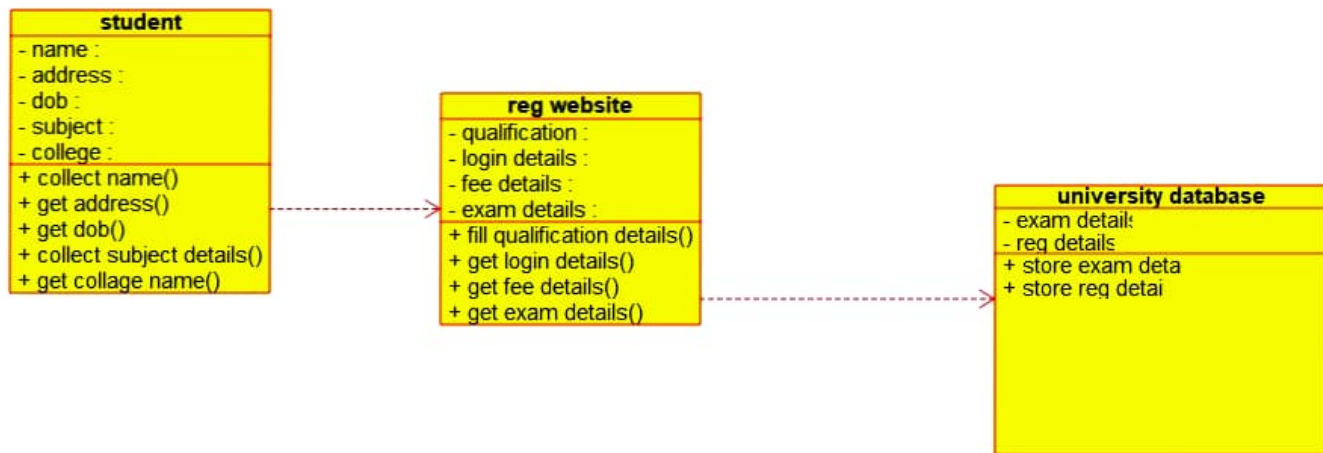 student
- name :
- address :
- dob :
- subject :
- college :
+ collect name()
+ get address()
+ get dob()
+ collect subject details()
+ get collage name()
reg website
- qualification :
- login details :
- fee details :
- exam details :
+ fill qualification details()
+ get login details()
+ get fee details()
+ get exam details()
university database
- exam details
- reg details
+ store exam deta
+ store reg detai